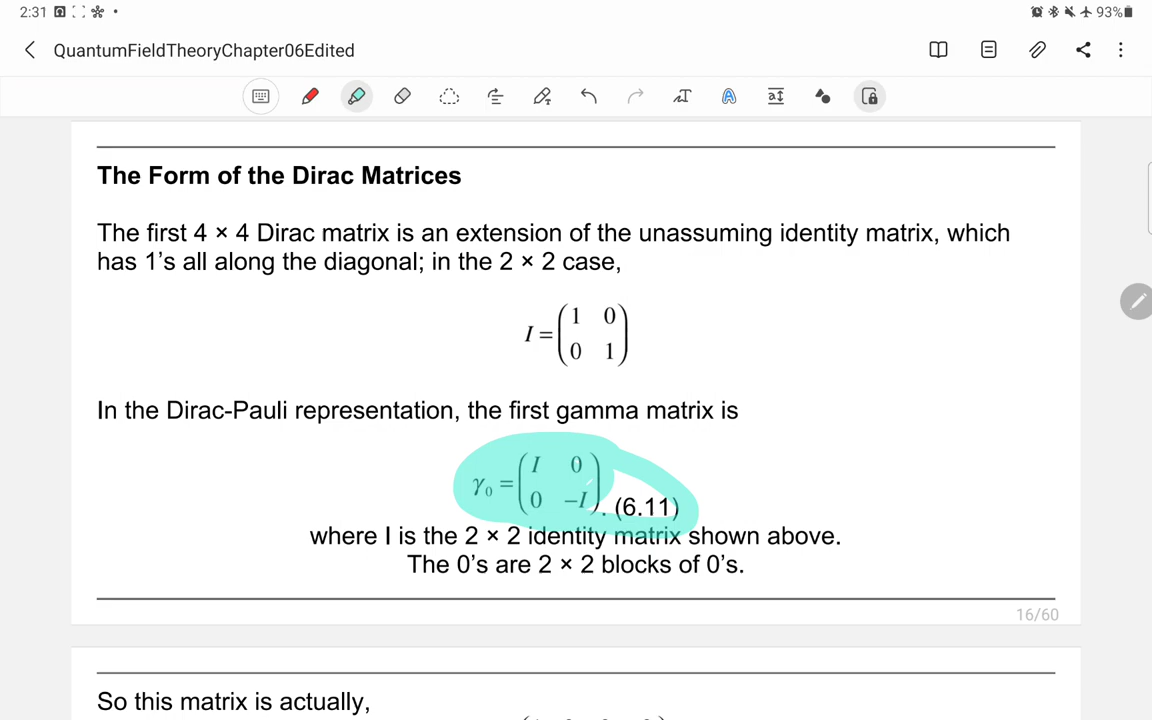 2:31
93%
QuantumFieldTheoryChapter06Edited
The Form of the Dirac Matrices
The first 4 × 4 Dirac matrix is an extension of the unassuming identity matrix, which
has 1’s all along the diagonal; in the 2 × 2 case,
I = (1 0
0 1)
In the Dirac-Pauli representation, the first gamma matrix is
γ₀ = (I 0
0 −I). (6.11)
where I is the 2 × 2 identity matrix shown above.
The 0’s are 2 × 2 blocks of 0’s.
16/60
So this matrix is actually,